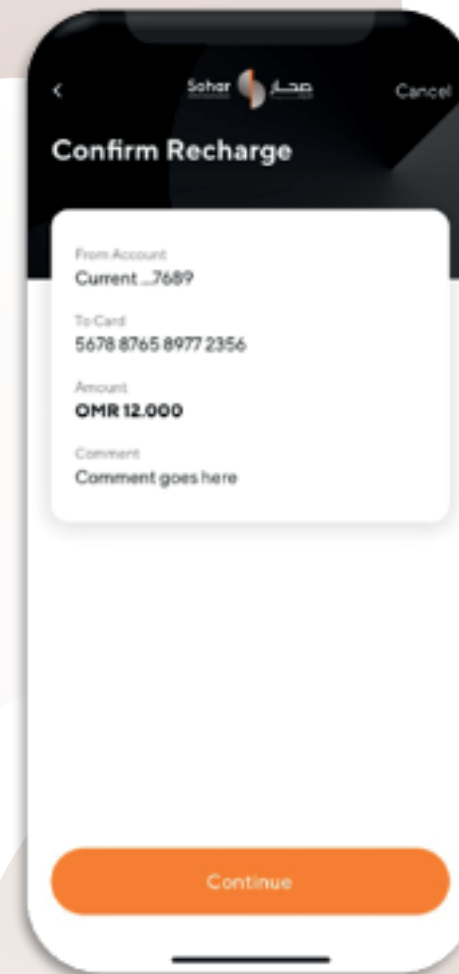 Sohar صحار
Cancel
Confirm Recharge
From Account
Current ...7689
To Card
5678 8765 8977 2356
Amount
OMR 12.000
Comment
Comment goes here
Continue